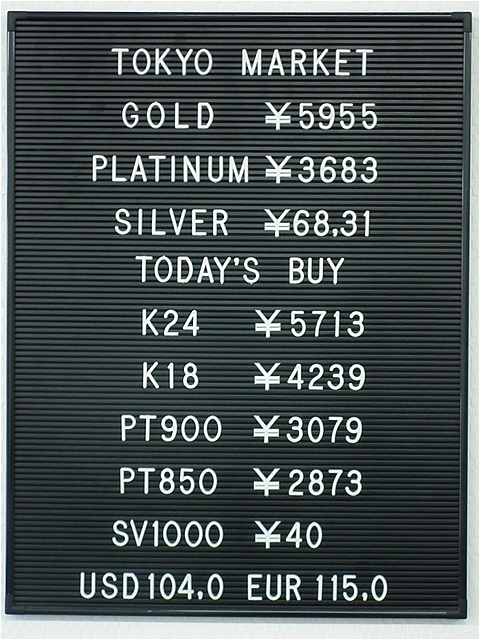 TOKYO MARKET
GOLD ¥5955
PLATINUM ¥3683
SILVER ¥68.31
TODAY'S BUY
K24 ¥5713
K18 ¥4239
PT900 ¥3079
PT850 ¥2873
SV1000 ¥40
USD104.0 EUR 115.0